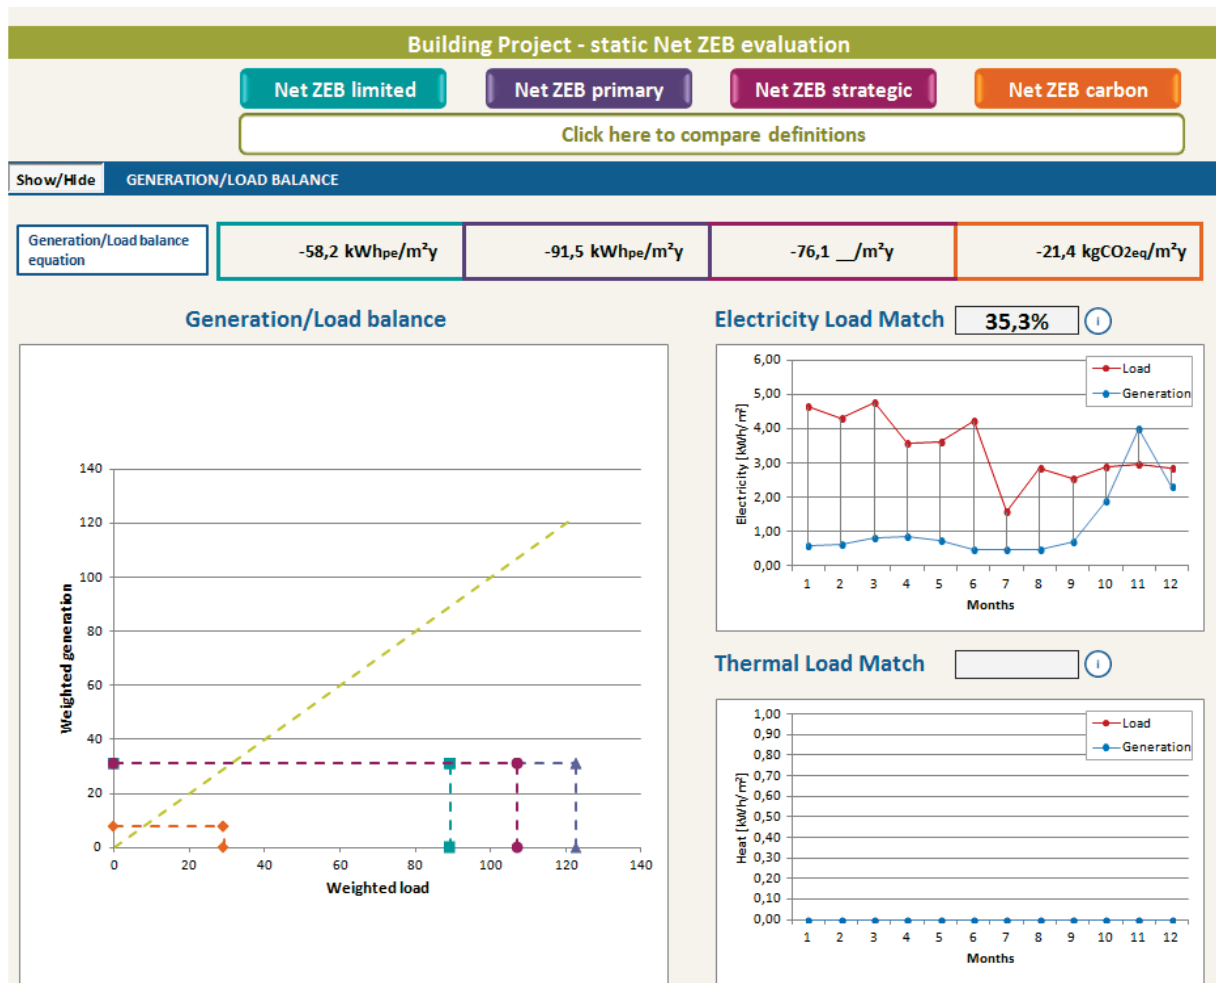 Building Project - static Net ZEB evaluation
Net ZEB limited Net ZEB primary Net ZEB strategic Net ZEB carbon
Click here to compare definitions
Show/Hide GENERATION/LOAD BALANCE
Generation/Load balance
equation
-58,2 kWhpe/m²y -91,5 kWhpe/m²y -76,1 __/m²y -21,4 kgCO2eq/m²y
Generation/Load balance
140
120
100
80
60
40
20
0
Weighted generation
0 20 40 60 80 100 120 140
Weighted load
Electricity Load Match 35,3% i
6,00
5,00
4,00
3,00
2,00
1,00
0,00
Electricity [kWh/m²]
Load
Generation
1 2 3 4 5 6 7 8 9 10 11 12
Months
Thermal Load Match i
1,00
0,90
0,80
0,70
0,60
0,50
0,40
0,30
0,20
0,10
0,00
Heat [kWh/m²]
Load
Generation
1 2 3 4 5 6 7 8 9 10 11 12
Months